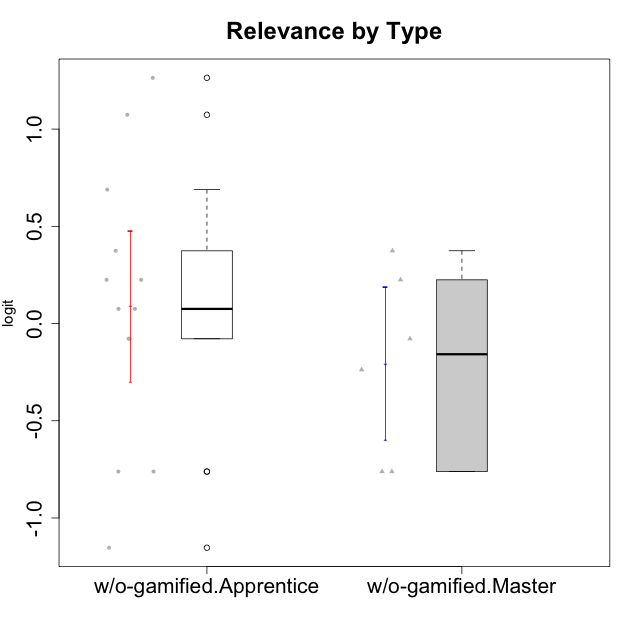 Relevance by Type
logit
1.0
0.5
0.0
-0.5
-1.0
w/o-gamified.Apprentice
w/o-gamified.Master